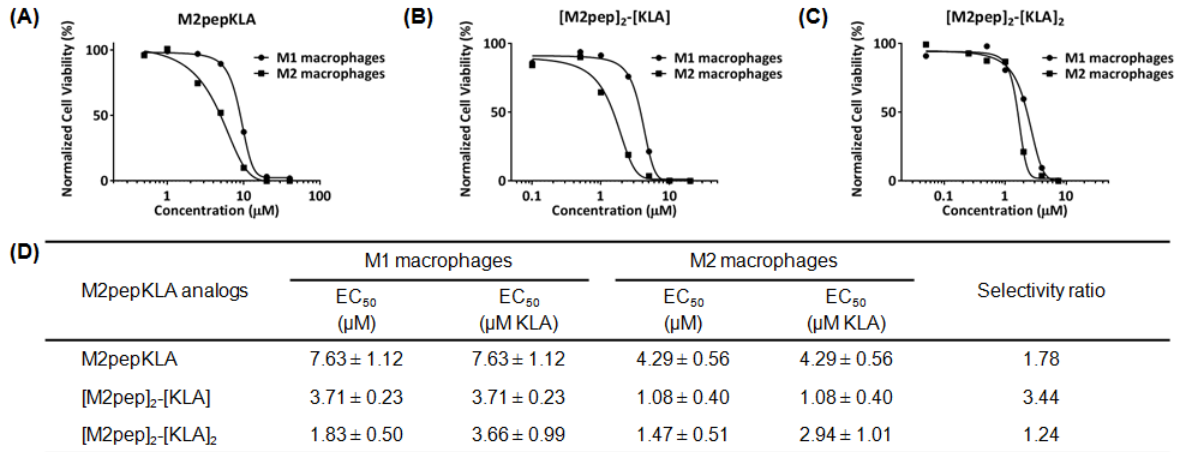 (A)
M2pepKLA
Normalized Cell Viability (%)
100
50
0
M1 macrophages
M2 macrophages
1 10 100
Concentration (µM)
(B)
[M2pep]₂-[KLA]
Normalized Cell Viability (%)
100
50
0
M1 macrophages
M2 macrophages
0.1 1 10
Concentration (µM)
(C)
[M2pep]₂-[KLA]₂
Normalized Cell Viability (%)
100
50
0
M1 macrophages
M2 macrophages
0.1 1 10
Concentration (µM)
(D)
M2pepKLA analogs M1 macrophages M2 macrophages Selectivity ratio
EC₅₀ EC₅₀ EC₅₀ EC₅₀
(µM) (µM KLA) (µM) (µM KLA)
M2pepKLA 7.63 ± 1.12 7.63 ± 1.12 4.29 ± 0.56 4.29 ± 0.56 1.78
[M2pep]₂-[KLA] 3.71 ± 0.23 3.71 ± 0.23 1.08 ± 0.40 1.08 ± 0.40 3.44
[M2pep]₂-[KLA]₂ 1.83 ± 0.50 3.66 ± 0.99 1.47 ± 0.51 2.94 ± 1.01 1.24